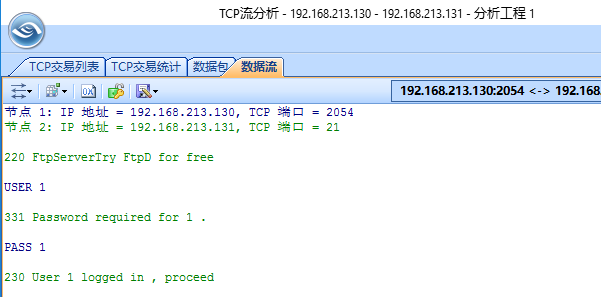 TCP流分析 - 192.168.213.130 - 192.168.213.131 - 分析工程 1
TCP交易列表 TCP交易统计 数据包 数据流
192.168.213.130:2054 <-> 192.168
节点 1: IP 地址 = 192.168.213.130, TCP 端口 = 2054
节点 2: IP 地址 = 192.168.213.131, TCP 端口 = 21
220 FtpServerTry FtpD for free
USER 1
331 Password required for 1 .
PASS 1
230 User 1 logged in , proceed